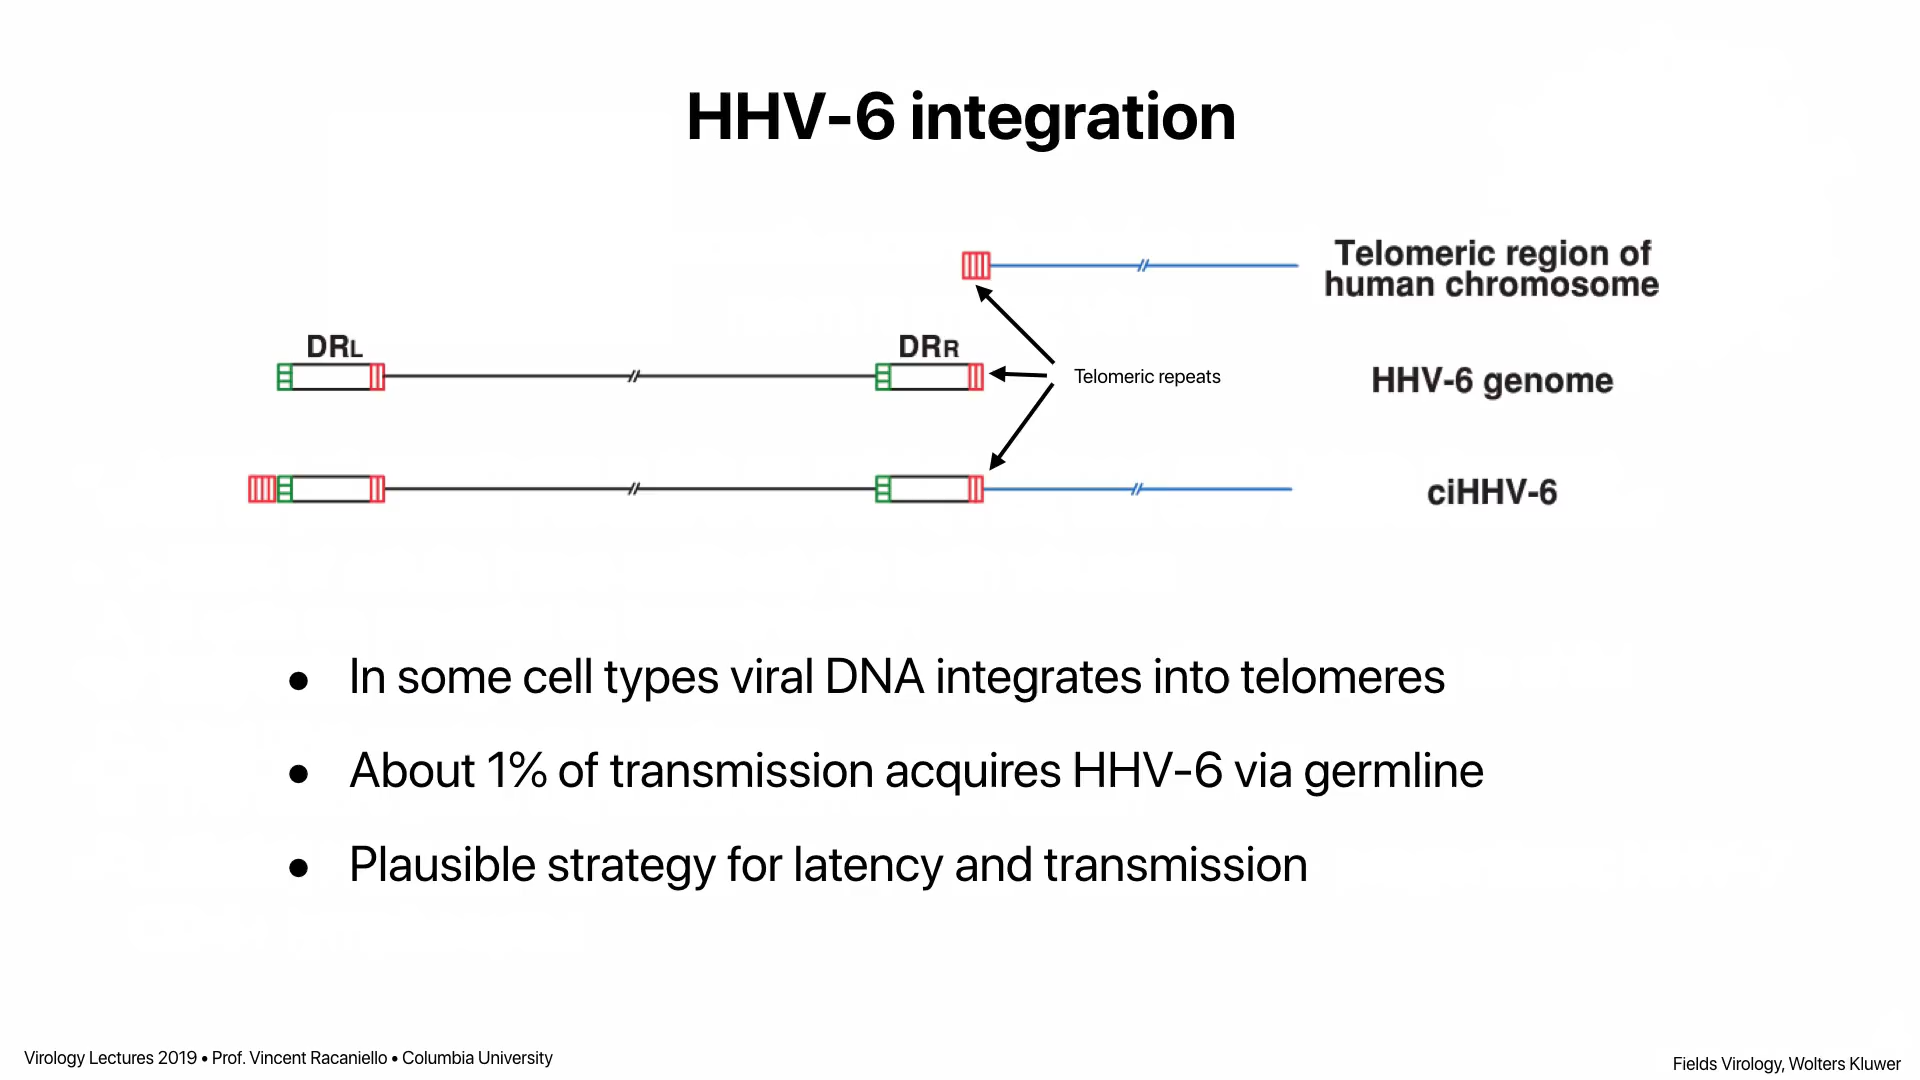 HHV-6 integration
Telomeric region of
human chromosome
DRL
DRR
Telomeric repeats
HHV-6 genome
ciHHV-6
● In some cell types viral DNA integrates into telomeres
● About 1% of transmission acquires HHV-6 via germline
● Plausible strategy for latency and transmission
Virology Lectures 2019 • Prof. Vincent Racaniello • Columbia University
Fields Virology, Wolters Kluwer